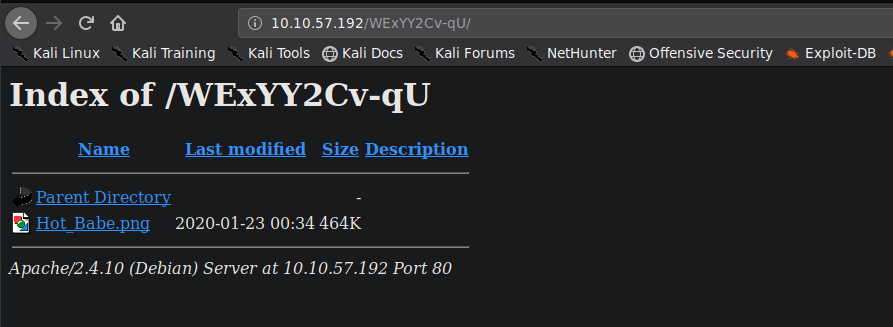 10.10.57.192/WExYY2Cv-qU/
Kali Linux Kali Training Kali Tools Kali Docs Kali Forums NetHunter Offensive Security Exploit-DB
Index of /WExYY2Cv-qU
Name Last modified Size Description
Parent Directory -
Hot_Babe.png 2020-01-23 00:34 464K
Apache/2.4.10 (Debian) Server at 10.10.57.192 Port 80